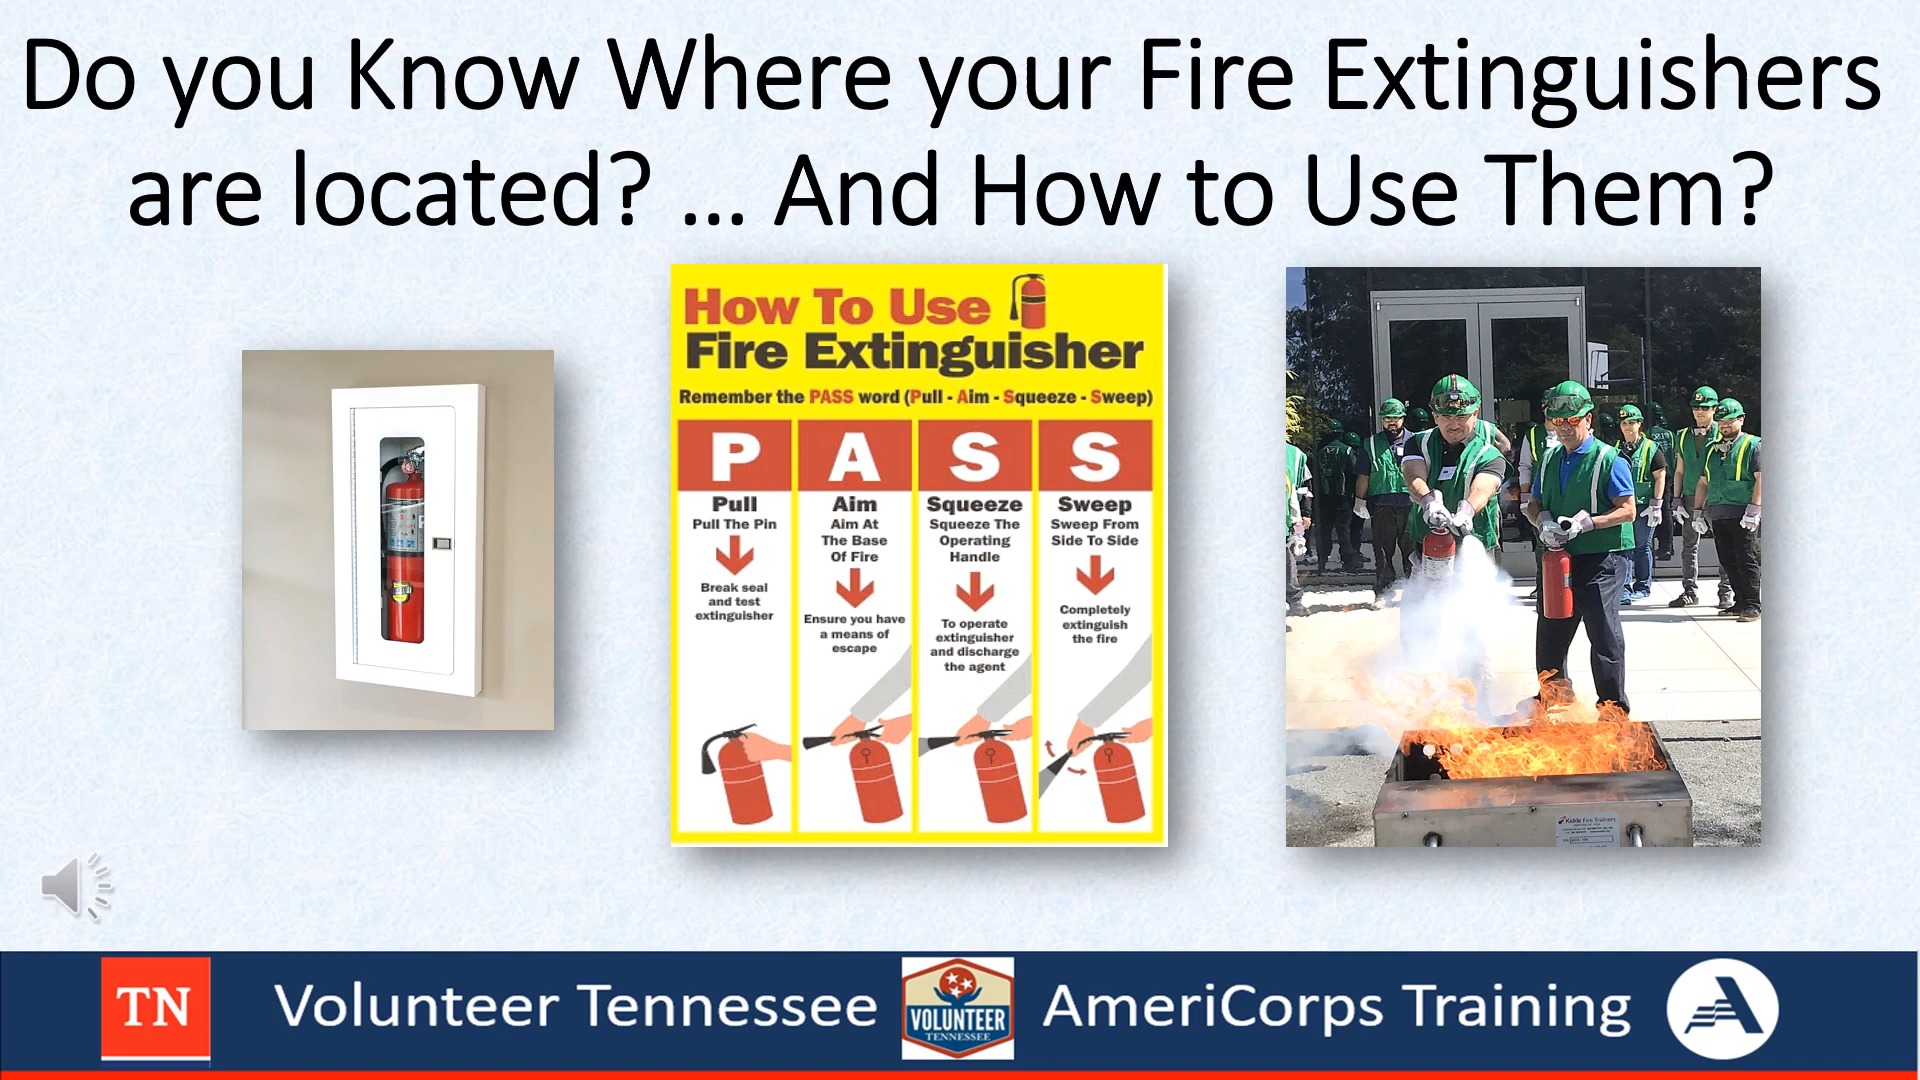 Do you Know Where your Fire Extinguishers
are located? ... And How to Use Them?
How To Use
Fire Extinguisher
Remember the PASS word (Pull - Aim - Squeeze - Sweep)
P
Pull
Pull The Pin
Break seal
and test
extinguisher
A
Aim
Aim At
The Base
Of Fire
Ensure you have
a means of
escape
S
Squeeze
Squeeze The
Operating
Handle
To operate
extinguisher
and discharge
the agent
S
Sweep
Sweep From
Side To Side
Completely
extinguish
the fire
Kidde Fire Trainers
TN
Volunteer Tennessee
VOLUNTEER
TENNESSEE
AmeriCorps Training